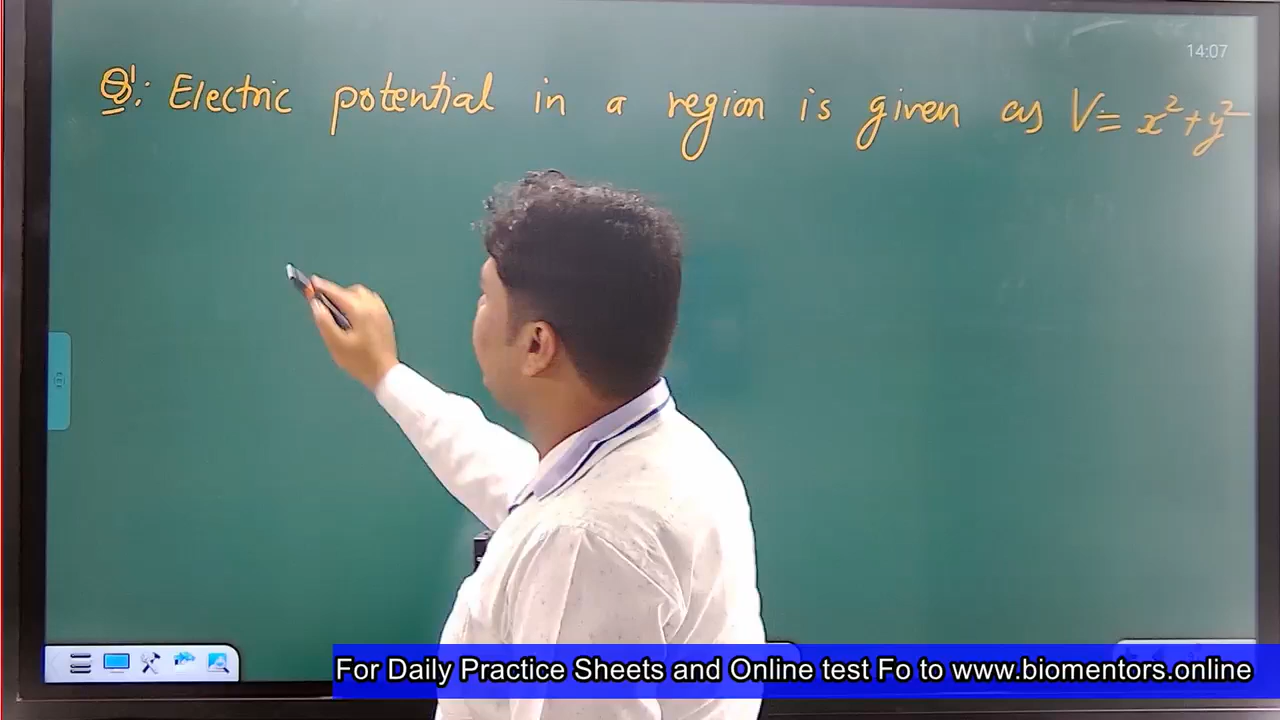 14:07
Q1: Electric potential in a region is given as V = x² + y²
For Daily Practice Sheets and Online test Fo to www.biomentors.online